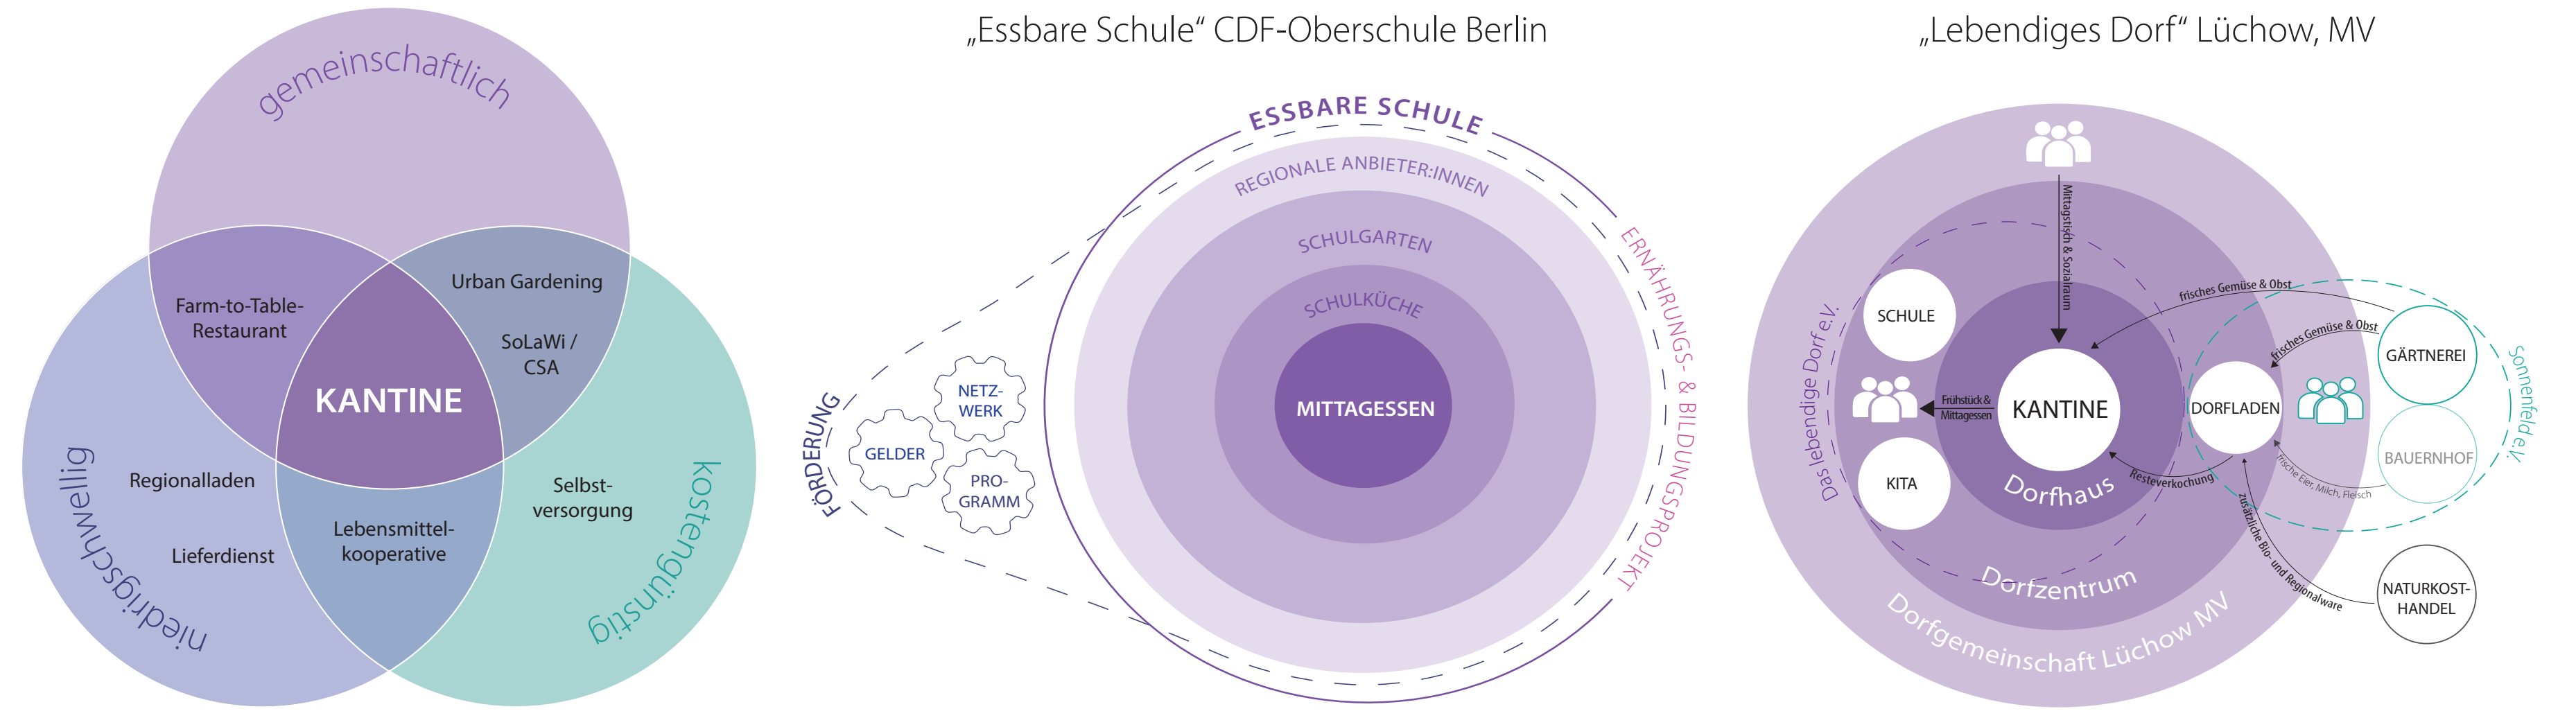 gemeinschaftlich
Farm-to-Table-
Restaurant
Urban Gardening
SoLaWi /
CSA
KANTINE
Regionalladen
Lieferdienst
Lebensmittel-
kooperative
Selbst-
versorgung
niedrigschwellig
kostengünstig
„Essbare Schule“ CDF-Oberschule Berlin
ESSBARE SCHULE
REGIONALE ANBIETER:INNEN
SCHULGARTEN
SCHULKÜCHE
MITTAGESSEN
ERNÄHRUNGS- & BILDUNGSPROJEKT
FÖRDERUNG
NETZ-
WERK
GELDER
PRO-
GRAMM
„Lebendiges Dorf“ Lüchow, MV
Mittagstisch & Sozialraum
Das lebendige Dorf e.V.
SCHULE
Frühstück &
Mittagessen
KITA
KANTINE
Dorfhaus
Dorfzentrum
Dorfgemeinschaft Lüchow MV
frisches Gemüse & Obst
frisches Gemüse & Obst
DORFLADEN
Resteverkochung
frische Eier, Milch, Fleisch
zusätzliche Bio- und Regionalware
GÄRTNEREI
BAUERNHOF
Sonnenfeld e.V.
NATURKOST-
HANDEL